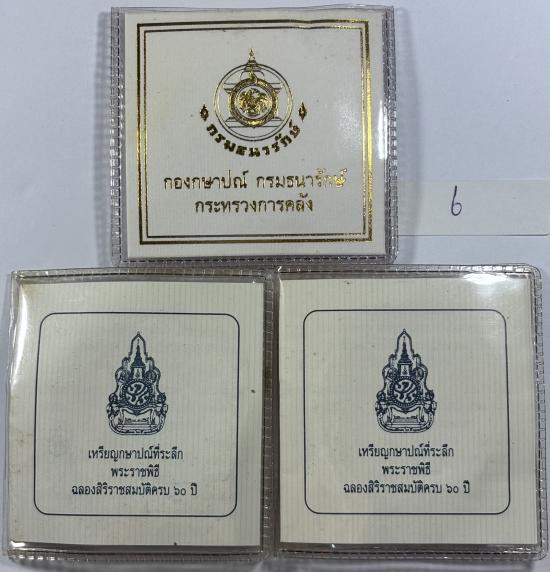 กรมธนารักษ์
กองกษาปณ์ กรมธนารักษ์
กระทรวงการคลัง
6
เหรียญกษาปณ์ที่ระลึก
พระราชพิธี
ฉลองสิริราชสมบัติครบ ๖๐ ปี
เหรียญกษาปณ์ที่ระลึก
พระราชพิธี
ฉลองสิริราชสมบัติครบ ๖๐ ปี